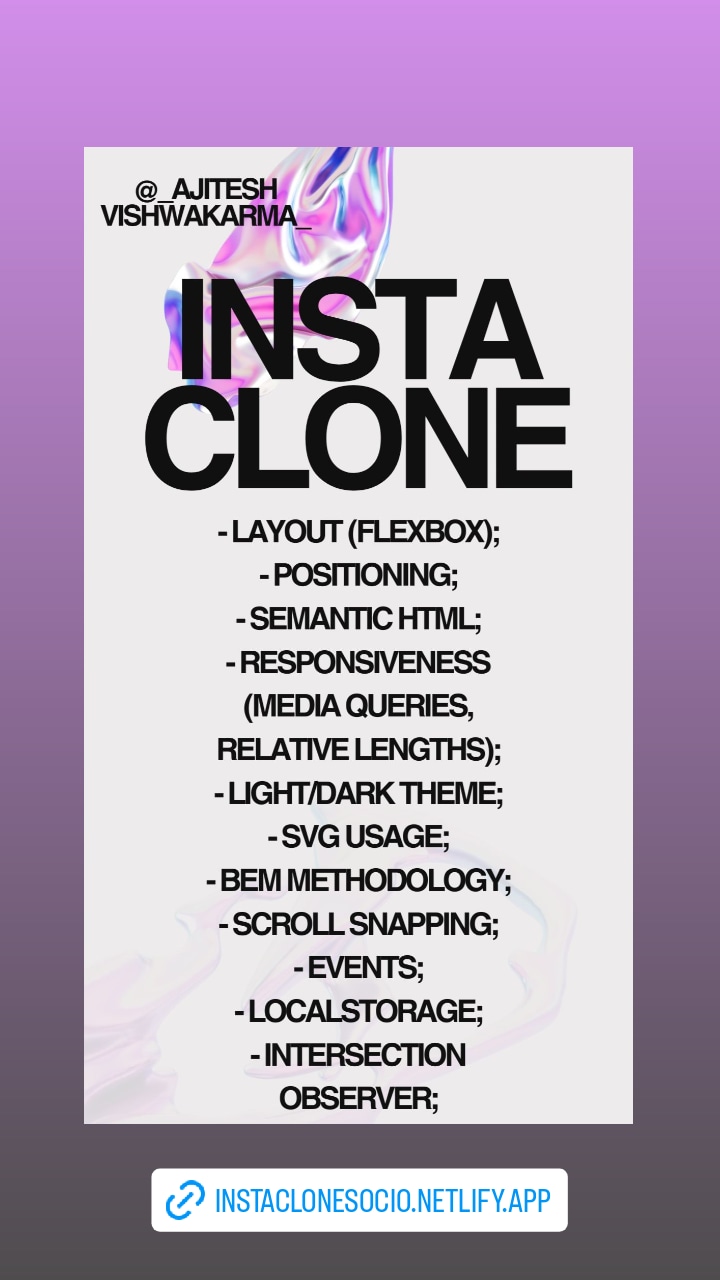 @_AJITESH
VISHWAKARMA_
INSTA
CLONE
- LAYOUT (FLEXBOX);
- POSITIONING;
- SEMANTIC HTML;
- RESPONSIVENESS
(MEDIA QUERIES,
RELATIVE LENGTHS);
- LIGHT/DARK THEME;
- SVG USAGE;
- BEM METHODOLOGY;
- SCROLL SNAPPING;
- EVENTS;
- LOCALSTORAGE;
- INTERSECTION
OBSERVER;
INSTACLONESOCIO.NETLIFY.APP